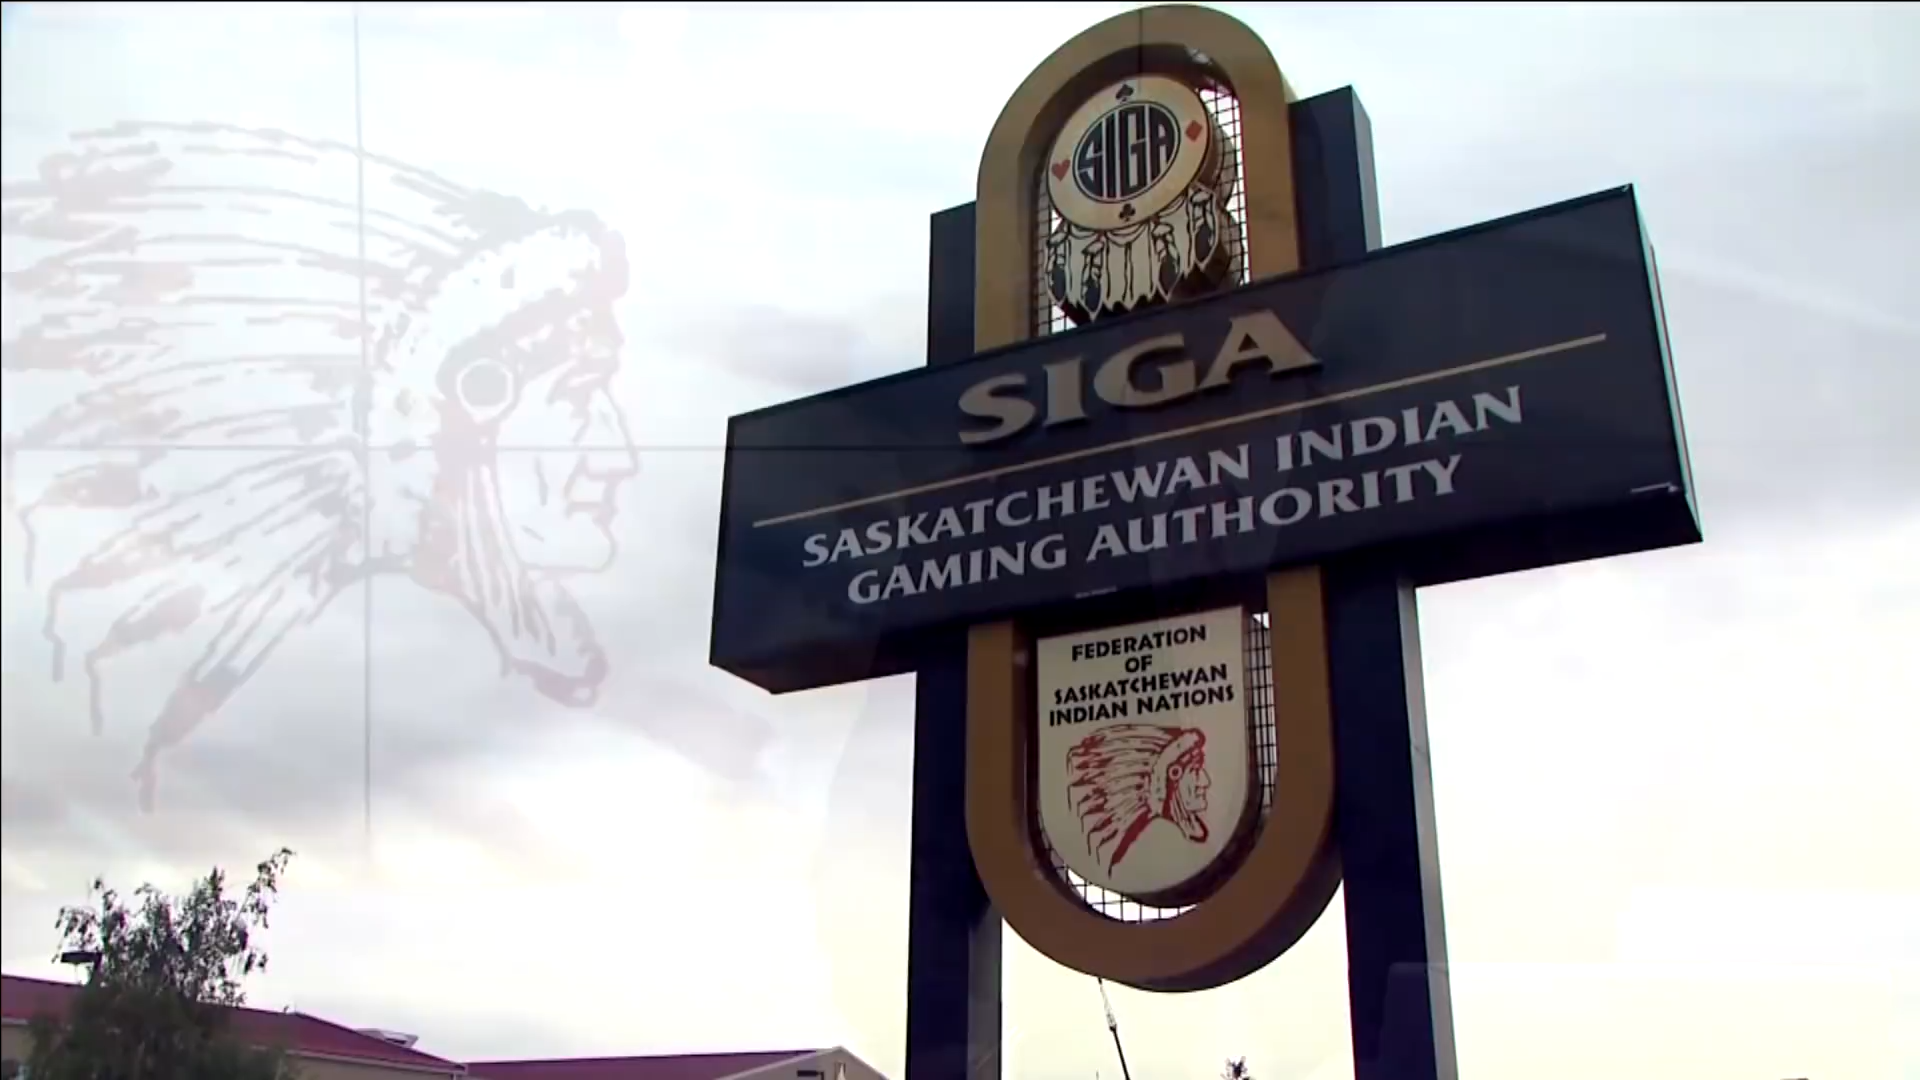 SIGA
SIGA
SASKATCHEWAN INDIAN
GAMING AUTHORITY
FEDERATION
OF
SASKATCHEWAN
INDIAN NATIONS